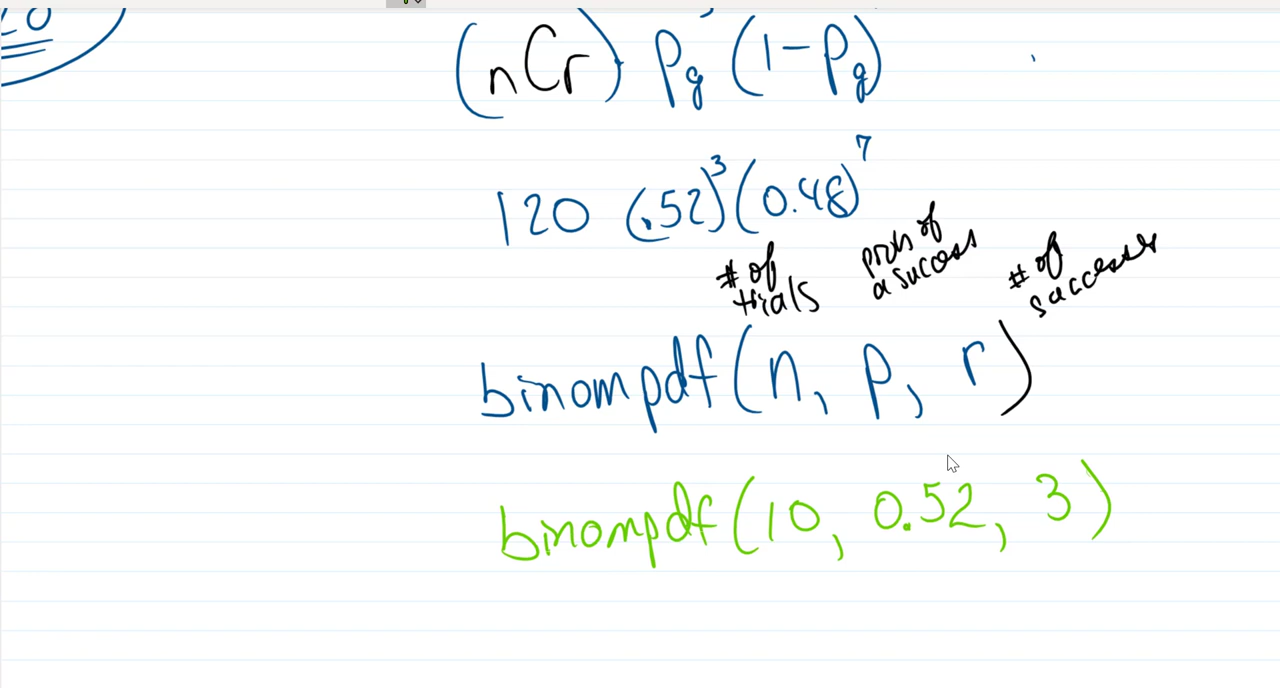 20
(nCr) Pg (1-Pg)
120 (.52)³(0.48)⁷
# of trials
prob of a success
# of successes
binompdf(n, p, r)
binompdf(10, 0.52, 3)